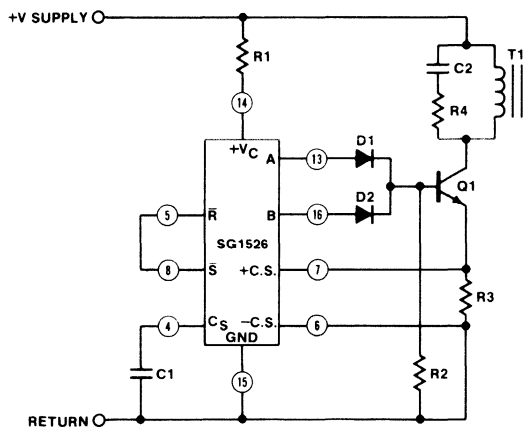 +V SUPPLY
R1
C2
T1
R4
14
+VC
A
13
D1
Q1
5
R̅
B
16
D2
SG1526
8
S̅
+C.S.
7
R3
4
CS
−C.S.
6
GND
C1
15
R2
RETURN